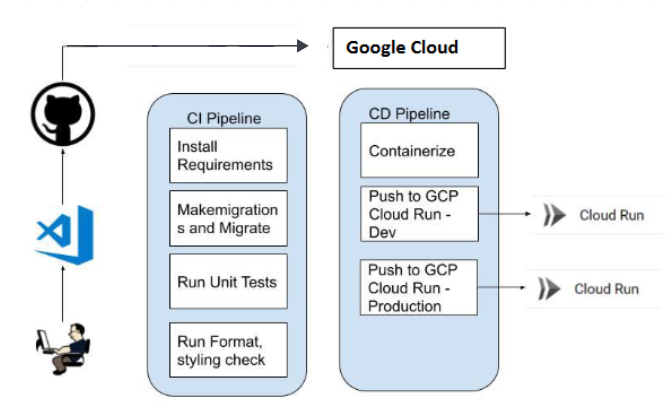 Google Cloud
CI Pipeline
Install
Requirements
Makemigration
s and Migrate
Run Unit Tests
Run Format,
styling check
CD Pipeline
Containerize
Push to GCP
Cloud Run -
Dev
Cloud Run
Push to GCP
Cloud Run -
Production
Cloud Run